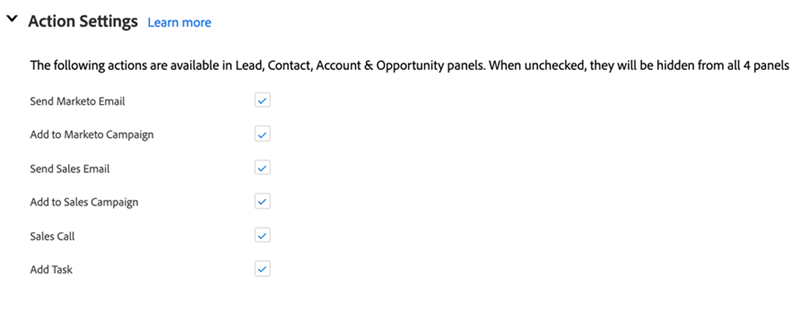 Action Settings Learn more
The following actions are available in Lead, Contact, Account & Opportunity panels. When unchecked, they will be hidden from all 4 panels
Send Marketo Email
Add to Marketo Campaign
Send Sales Email
Add to Sales Campaign
Sales Call
Add Task